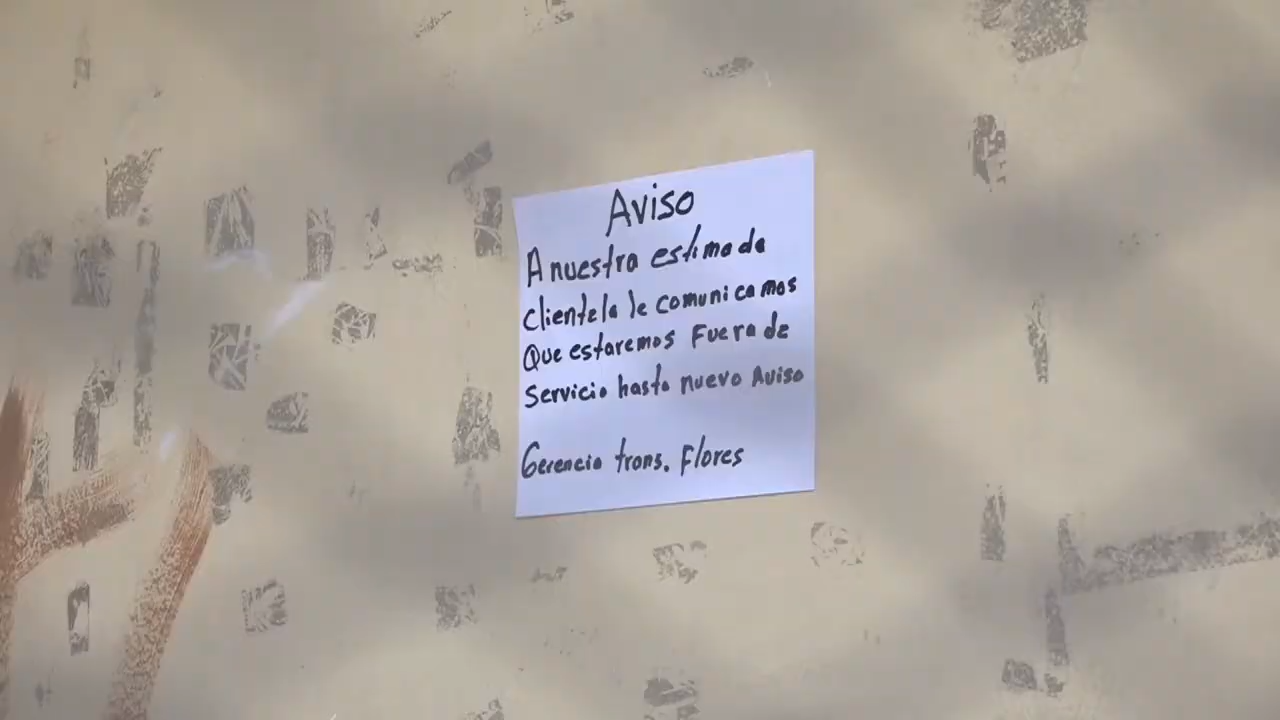 Aviso
A nuestra estimada
clientela le comunicamos
Que estaremos Fuera de
Servicio hasta nuevo Aviso
Gerencia trans. Flores